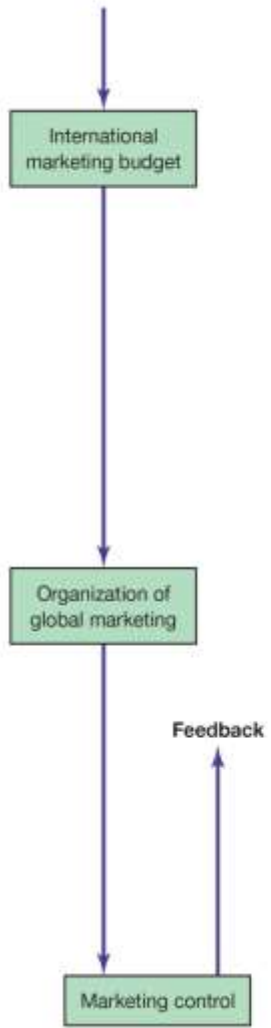 International
marketing budget
Organization of
global marketing
Feedback
Marketing control